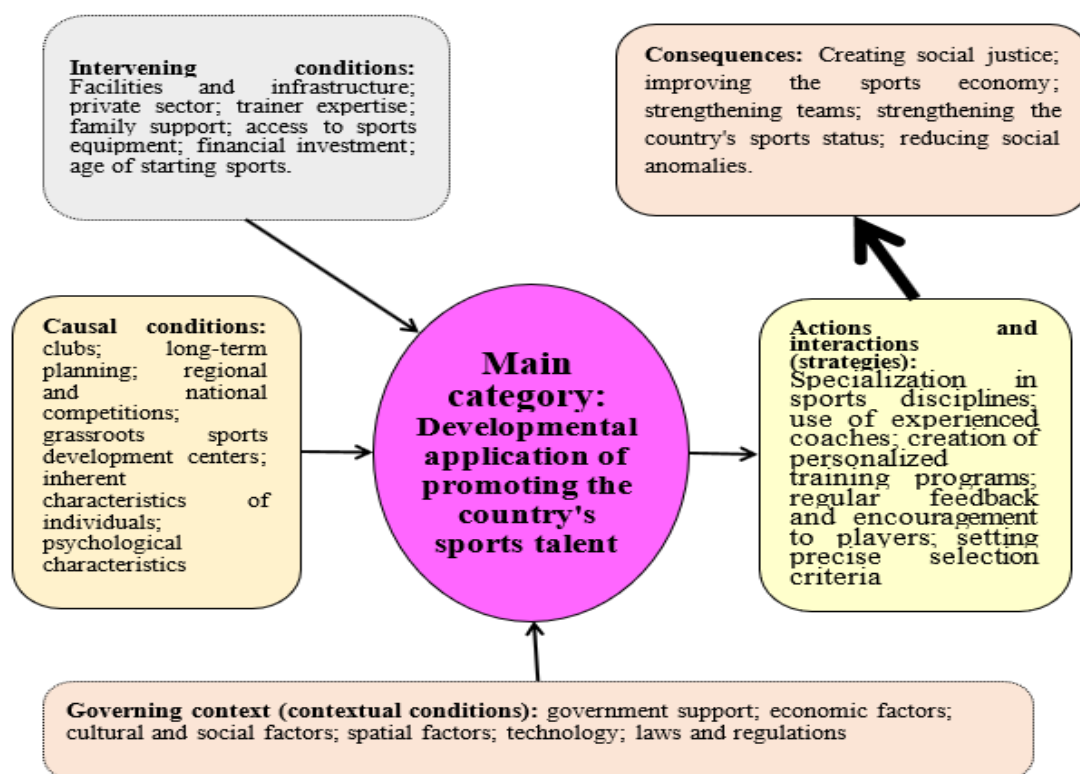 Intervening conditions:
Facilities and infrastructure;
private sector; trainer expertise;
family support; access to sports
equipment; financial investment;
age of starting sports.
Consequences: Creating social justice;
improving the sports economy;
strengthening teams; strengthening the
country's sports status; reducing social
anomalies.
Causal conditions:
clubs; long-term
planning; regional
and national
competitions;
grassroots sports
development centers;
inherent
characteristics of
individuals;
psychological
characteristics
Main
category:
Developmental
application of
promoting the
country's
sports talent
Actions and
interactions
(strategies):
Specialization in
sports disciplines;
use of experienced
coaches; creation of
personalized
training programs;
regular feedback
and encouragement
to players; setting
precise selection
criteria
Governing context (contextual conditions): government support; economic factors;
cultural and social factors; spatial factors; technology; laws and regulations